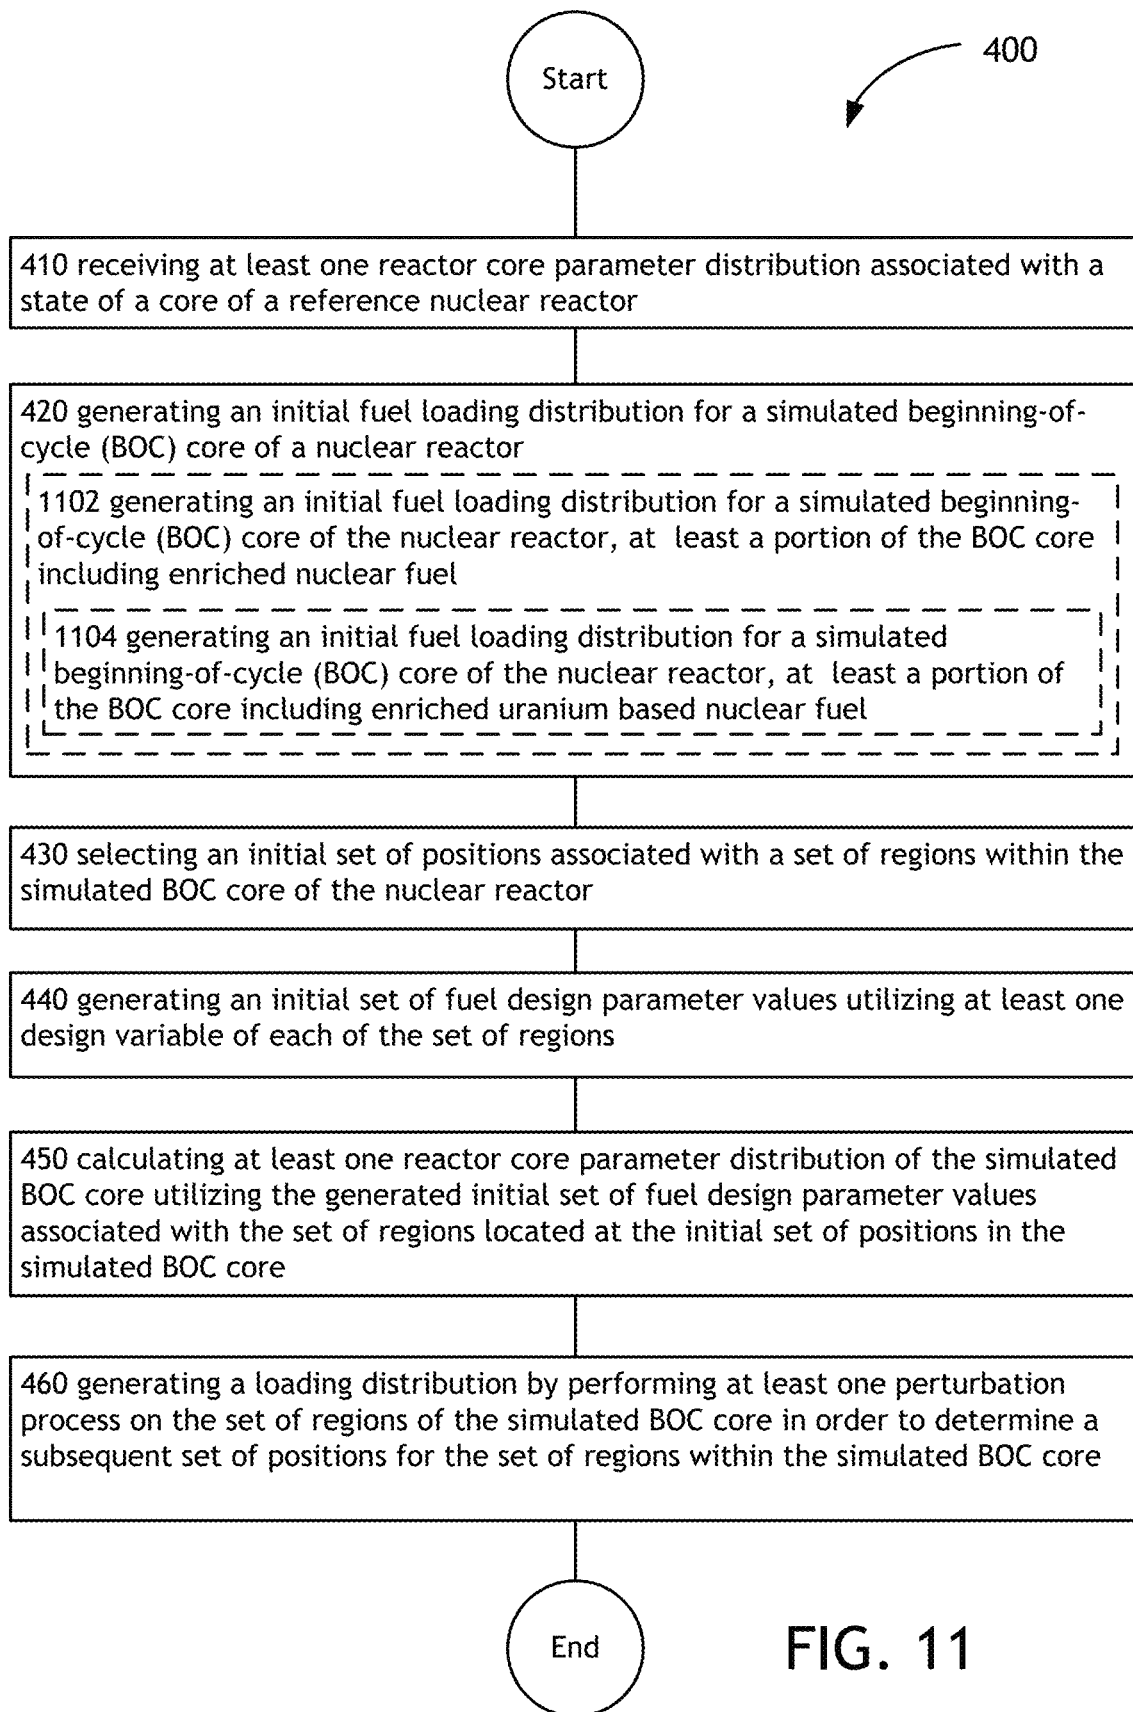 400
Start
410 receiving at least one reactor core parameter distribution associated with a
state of a core of a reference nuclear reactor
420 generating an initial fuel loading distribution for a simulated beginning-of-
cycle (BOC) core of a nuclear reactor
1102 generating an initial fuel loading distribution for a simulated beginning-
of-cycle (BOC) core of the nuclear reactor, at least a portion of the BOC core
including enriched nuclear fuel
1104 generating an initial fuel loading distribution for a simulated
beginning-of-cycle (BOC) core of the nuclear reactor, at least a portion of
the BOC core including enriched uranium based nuclear fuel
430 selecting an initial set of positions associated with a set of regions within the
simulated BOC core of the nuclear reactor
440 generating an initial set of fuel design parameter values utilizing at least one
design variable of each of the set of regions
450 calculating at least one reactor core parameter distribution of the simulated
BOC core utilizing the generated initial set of fuel design parameter values
associated with the set of regions located at the initial set of positions in the
simulated BOC core
460 generating a loading distribution by performing at least one perturbation
process on the set of regions of the simulated BOC core in order to determine a
subsequent set of positions for the set of regions within the simulated BOC core
End
FIG. 11